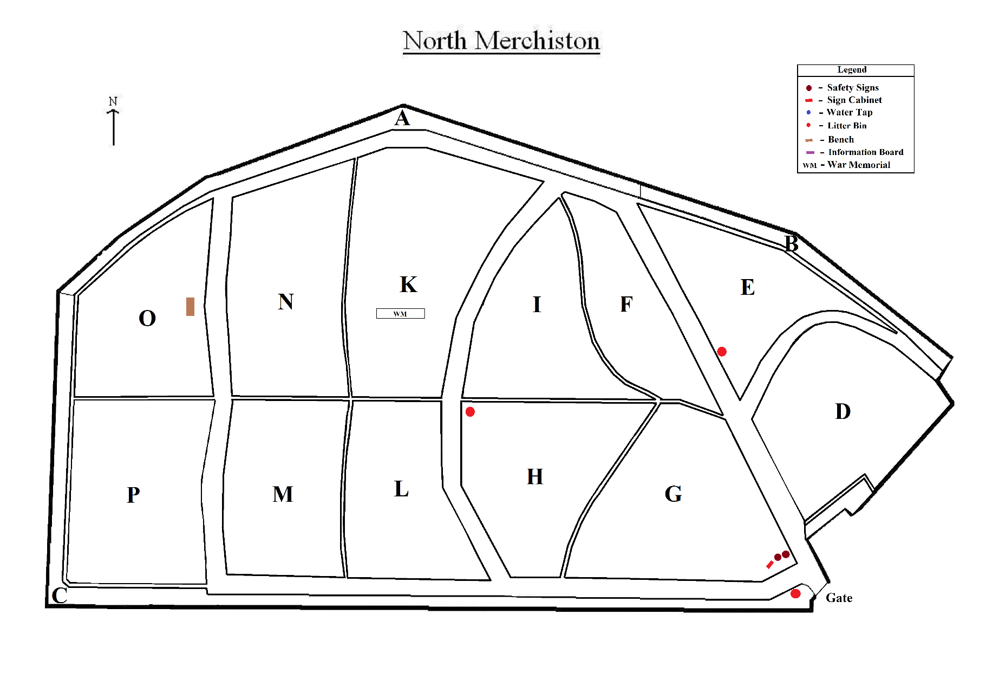 North Merchiston
Legend
- Safety Signs
- Sign Cabinet
- Water Tap
- Litter Bin
- Bench
- Information Board
WM - War Memorial
N
A
B
K
E
N
I
F
O
WM
D
H
L
M
G
P
C
Gate